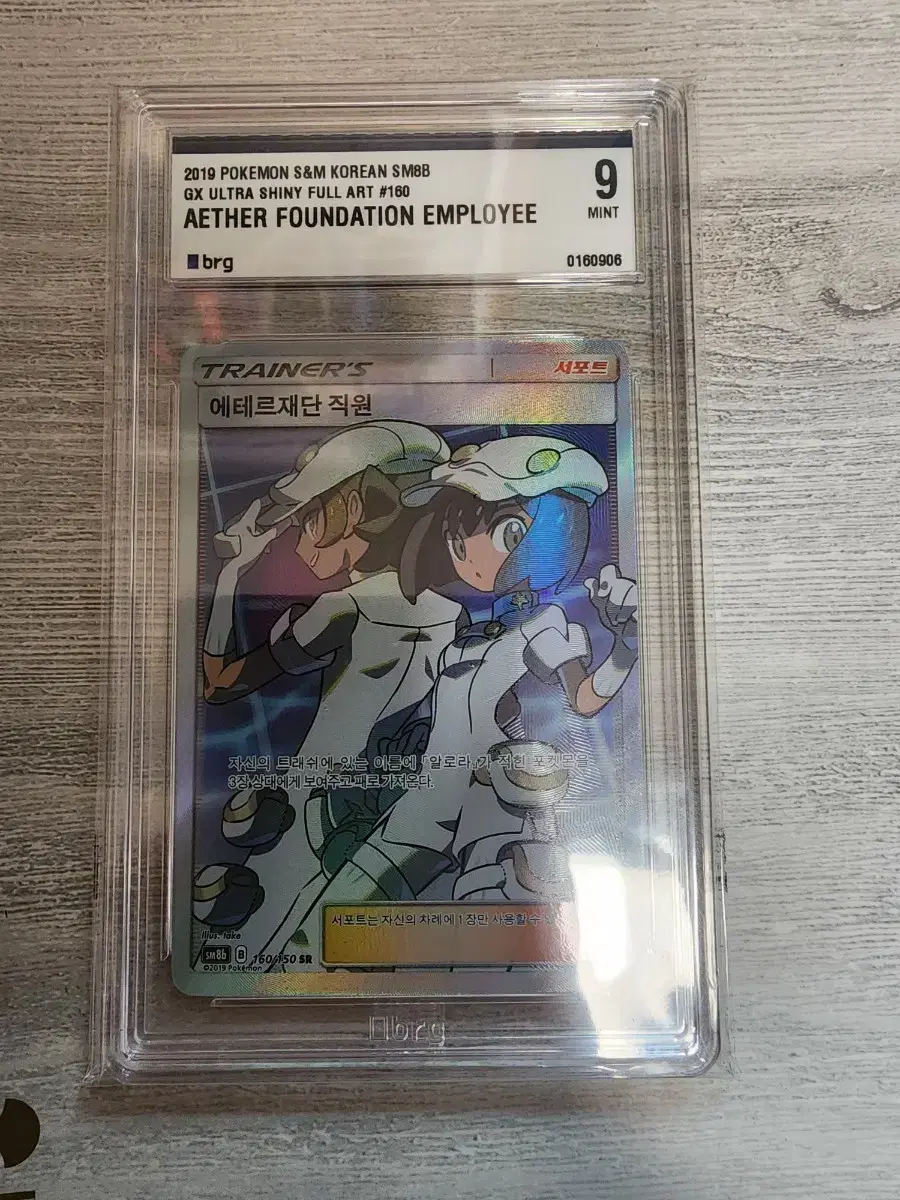 2019 POKEMON S&M KOREAN SM8B
GX ULTRA SHINY FULL ART #160
AETHER FOUNDATION EMPLOYEE
9
MINT
brg
0160906
TRAINER'S
서포트
에테르재단 직원
자신의 트래쉬에 있는 이름에 「알로라」가 적힌 포켓몬을
3장 상대에게 보여주고 패로 가져온다.
서포트는 자신의 차례에 1장만 사용할 수
illus. take
SM8b B 160/150 SR
©2019 Pokémon
brg